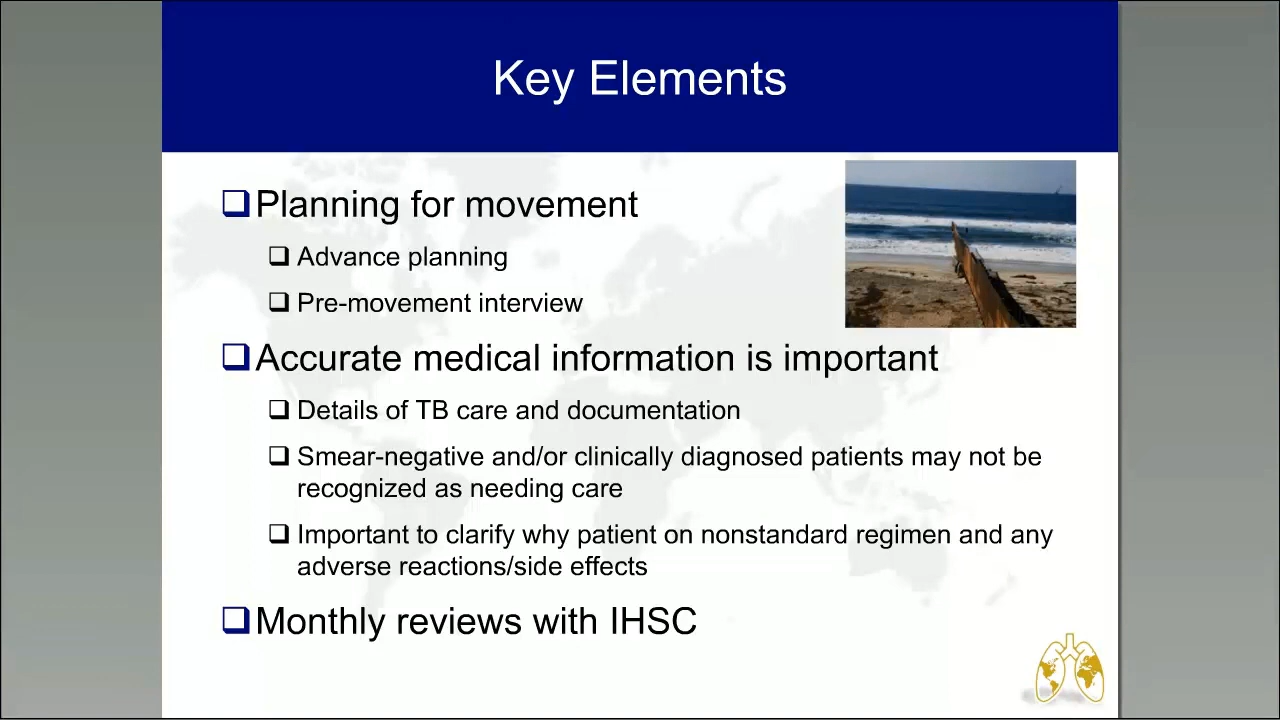 Key Elements
Planning for movement
Advance planning
Pre-movement interview
Accurate medical information is important
Details of TB care and documentation
Smear-negative and/or clinically diagnosed patients may not be
recognized as needing care
Important to clarify why patient on nonstandard regimen and any
adverse reactions/side effects
Monthly reviews with IHSC